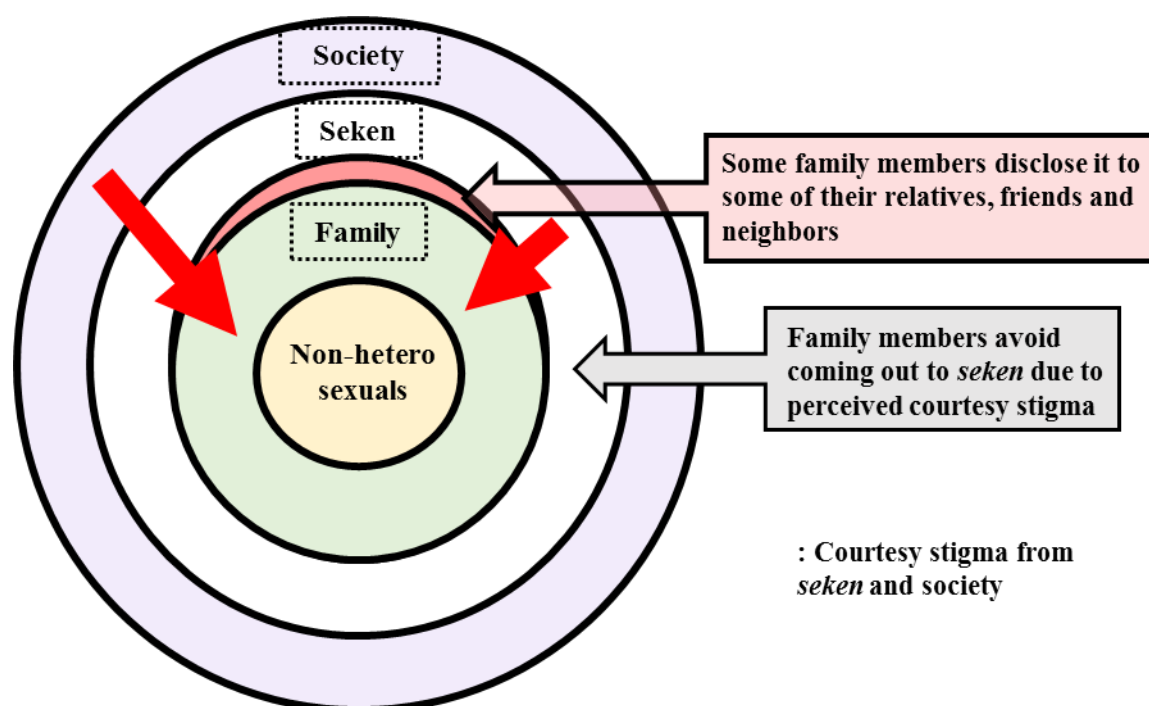 Society
Seken
Family
Non-hetero
sexuals
Some family members disclose it to
some of their relatives, friends and
neighbors
Family members avoid
coming out to seken due to
perceived courtesy stigma
: Courtesy stigma from
seken and society